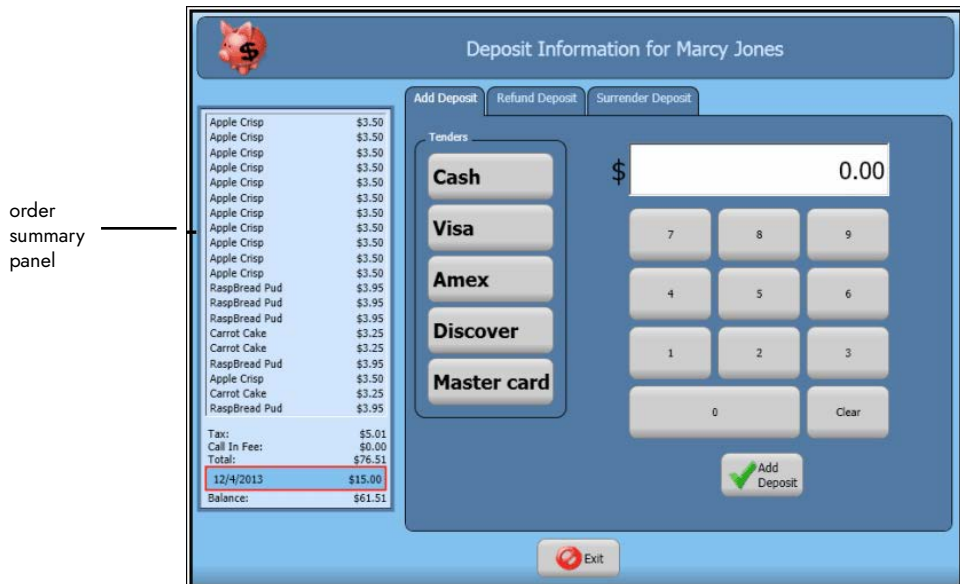 Deposit Information for Marcy Jones
order
summary
panel
Apple Crisp $3.50
Apple Crisp $3.50
Apple Crisp $3.50
Apple Crisp $3.50
Apple Crisp $3.50
Apple Crisp $3.50
Apple Crisp $3.50
Apple Crisp $3.50
Apple Crisp $3.50
Apple Crisp $3.50
Apple Crisp $3.50
RaspBread Pud $3.95
RaspBread Pud $3.95
RaspBread Pud $3.95
Carrot Cake $3.25
Carrot Cake $3.25
RaspBread Pud $3.95
Apple Crisp $3.50
Carrot Cake $3.25
RaspBread Pud $3.95
Tax: $5.01
Call In Fee: $0.00
Total: $76.51
12/4/2013 $15.00
Balance: $61.51
Add Deposit Refund Deposit Surrender Deposit
Tenders
Cash
Visa
Amex
Discover
Master card
$ 0.00
7 8 9
4 5 6
1 2 3
0 Clear
Add
Deposit
Exit